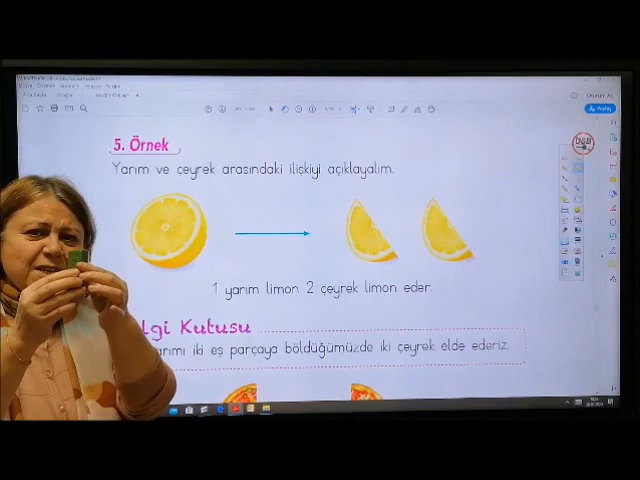 5. Örnek
Yarım ve çeyrek arasındaki ilişkiyi açıklayalım.
1 yarım limon 2 çeyrek limon eder.
lgi Kutusu
arımı iki eş parçaya böldüğümüzde iki çeyrek elde ederiz.